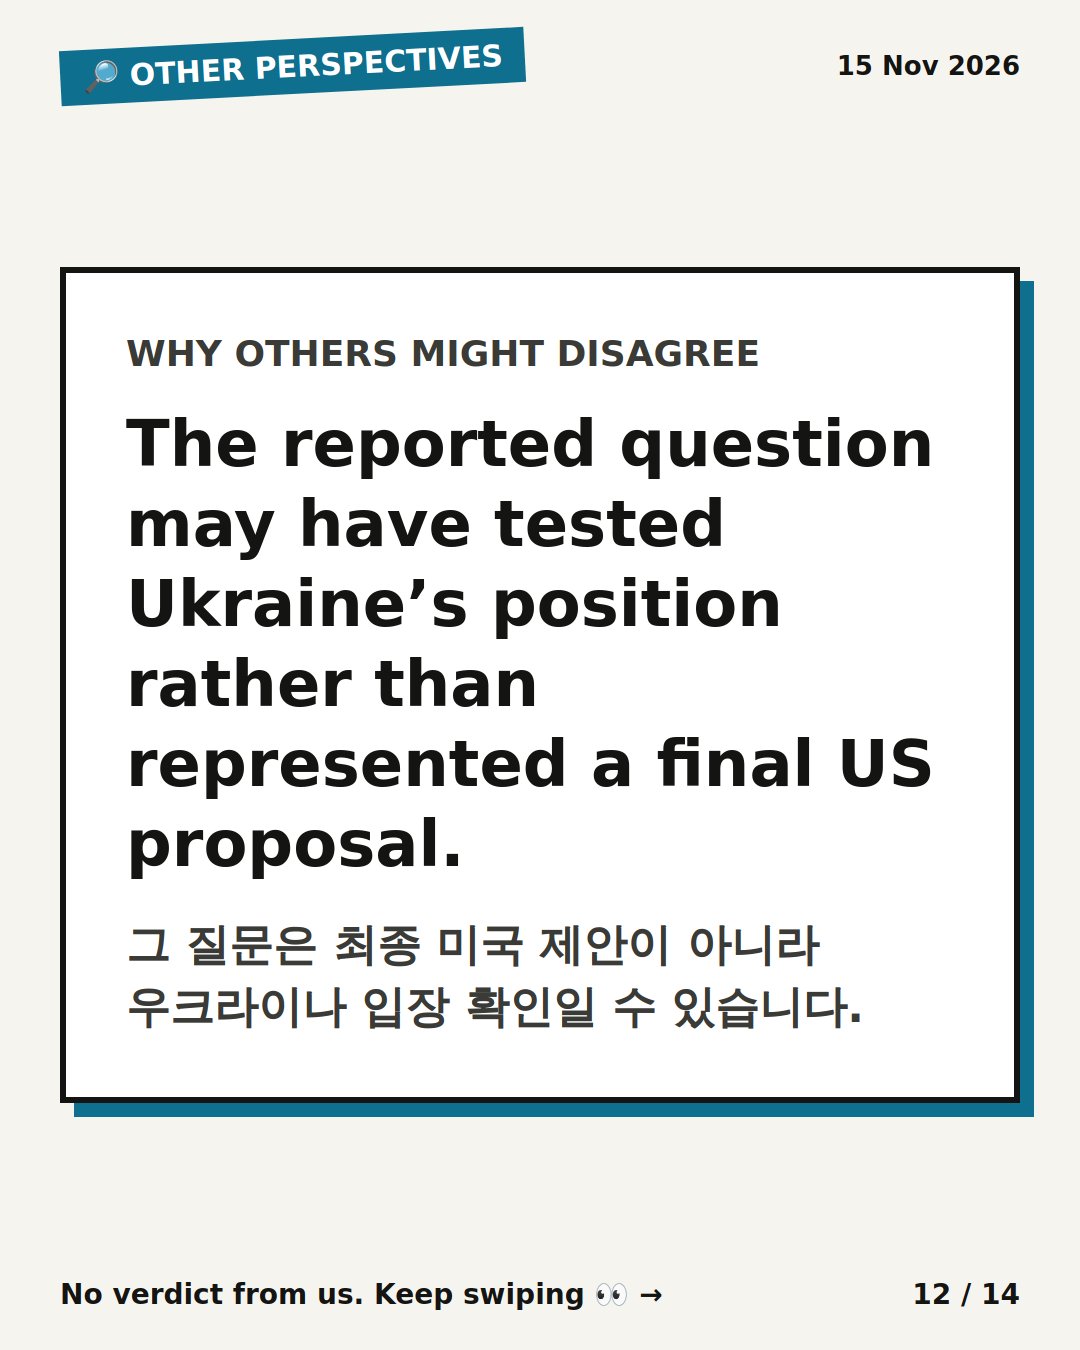 🔎 OTHER PERSPECTIVES
15 Nov 2026
WHY OTHERS MIGHT DISAGREE
The reported question
may have tested
Ukraine’s position
rather than
represented a final US
proposal.
그 질문은 최종 미국 제안이 아니라
우크라이나 입장 확인일 수 있습니다.
No verdict from us. Keep swiping 👀 →
12 / 14